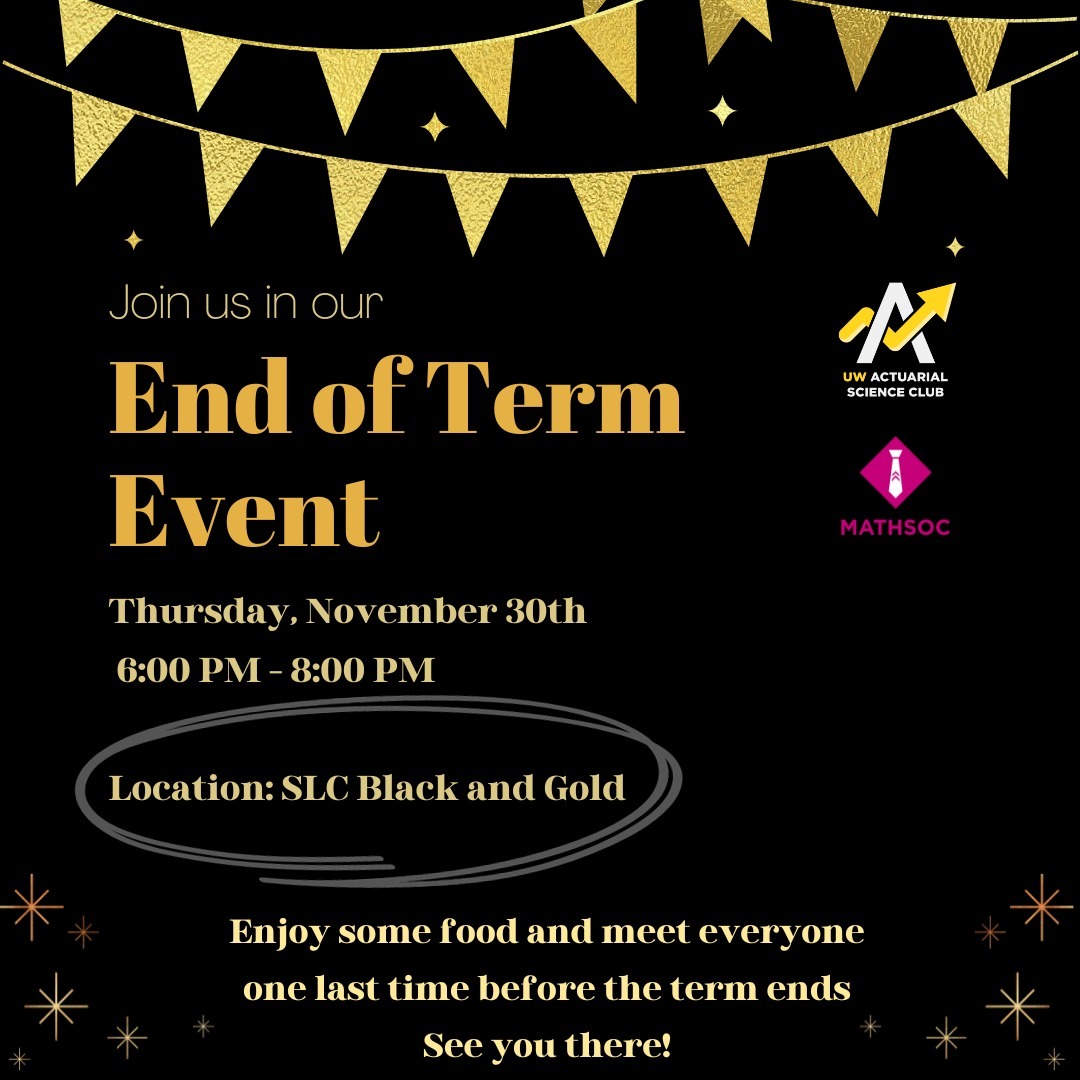 Join us in our
End of Term
Event
UW ACTUARIAL
SCIENCE CLUB
MATHSOC
Thursday, November 30th
6:00 PM - 8:00 PM
Location: SLC Black and Gold
Enjoy some food and meet everyone
one last time before the term ends
See you there!